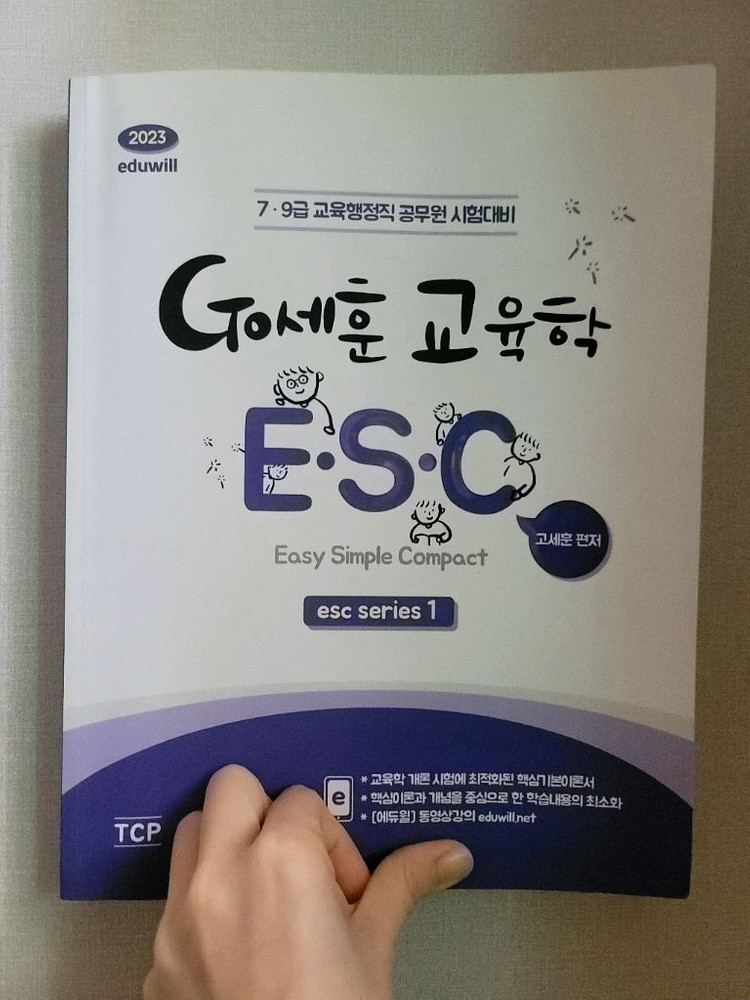 2023
eduwill
7·9급 교육행정직 공무원 시험대비
Go세훈 교육학
E·S·C
고세훈 편저
Easy Simple Compact
esc series 1
e
* 교육학 개론 시험에 최적화된 핵심기본이론서
* 핵심이론과 개념을 중심으로 한 학습내용의 최소화
* [에듀윌] 동영상강의 eduwill.net
TCP